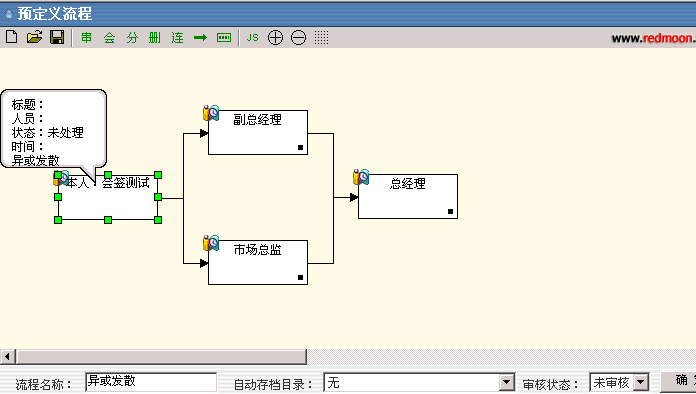 预定义流程
串 会 分 册 连 JS
www.redmoon.
标题：
人员：
状态：未处理
时间：
异或发散
本人：会签测试
副总经理
市场总监
总经理
流程名称： 异或发散 自动存档目录： 无 审核状态： 未审核 确